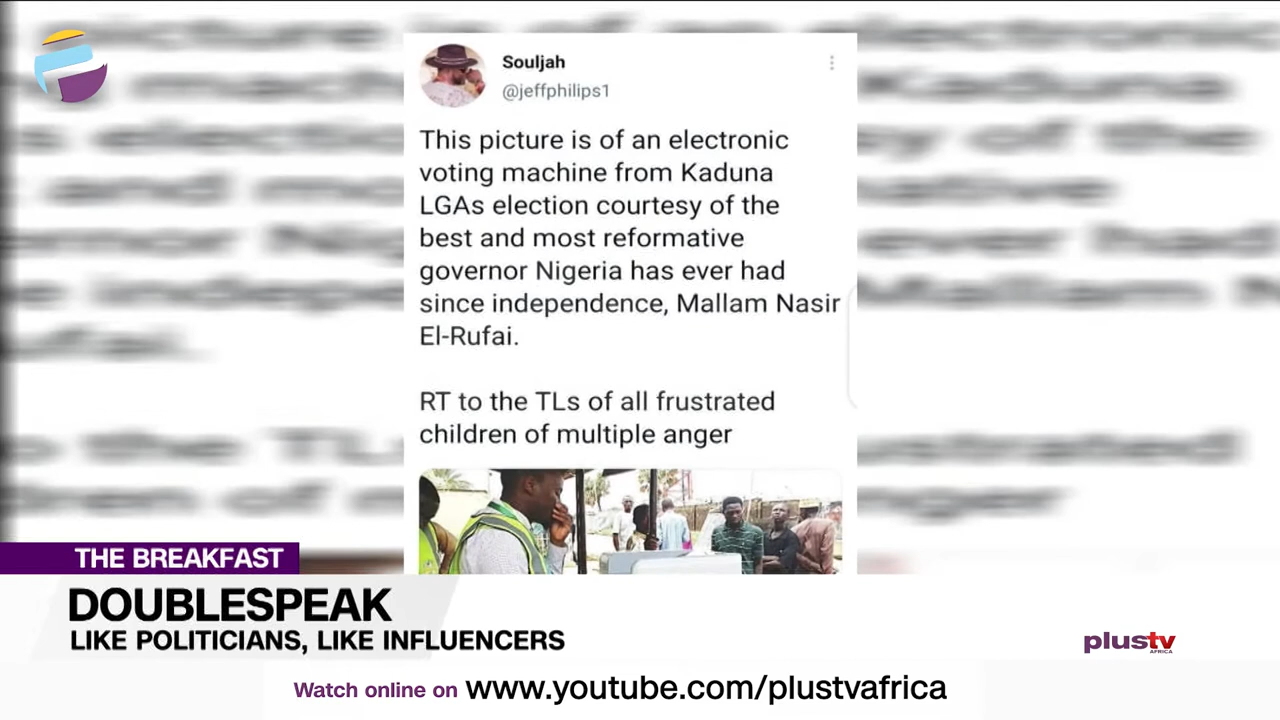 Souljah
@jeffphilips1
This picture is of an electronic
voting machine from Kaduna
LGAs election courtesy of the
best and most reformative
governor Nigeria has ever had
since independence, Mallam Nasir
El-Rufai.
RT to the TLs of all frustrated
children of multiple anger
THE BREAKFAST
DOUBLESPEAK
LIKE POLITICIANS, LIKE INFLUENCERS
plustv
AFRICA
Watch online on www.youtube.com/plustvafrica